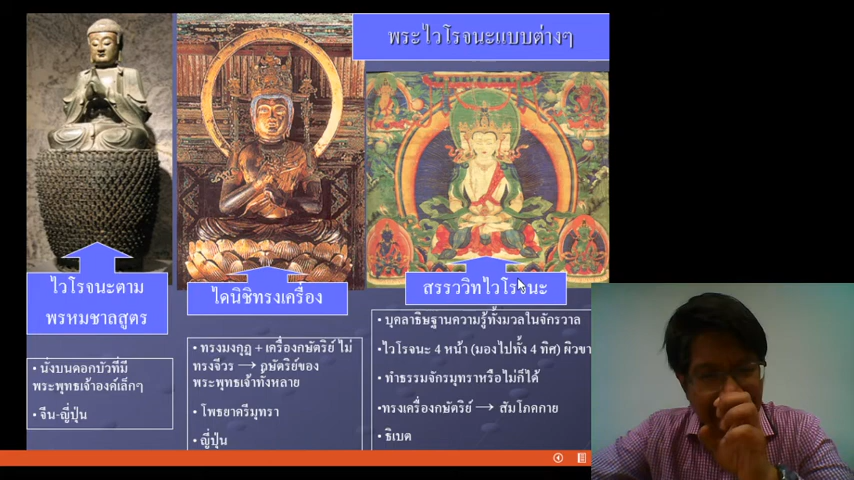 พระไวโรจนะแบบต่างๆ
ไวโรจนะตาม
พรหมชาลสูตร
• นั่งบนดอกบัวที่มี
พระพุทธเจ้าองค์เล็กๆ
• จีน-ญี่ปุ่น
ไดนิชิทรงเครื่อง
• ทรงมงกุฎ + เครื่องกษัตริย์ ไม่
ทรงจีวร → กษัตริย์ของ
พระพุทธเจ้าทั้งหลาย
• โพธยาศรีมุทรา
• ญี่ปุ่น
สรรววิทไวโรจนะ
• บุคลาธิษฐานความรู้ทั้งมวลในจักรวาล
•ไวโรจนะ 4 หน้า (มองไปทั้ง 4 ทิศ) ผิวขา
• ทำธรรมจักรมุทราหรือไม่ก็ได้
•ทรงเครื่องกษัตริย์ → สัมโภคกาย
• ธิเบต